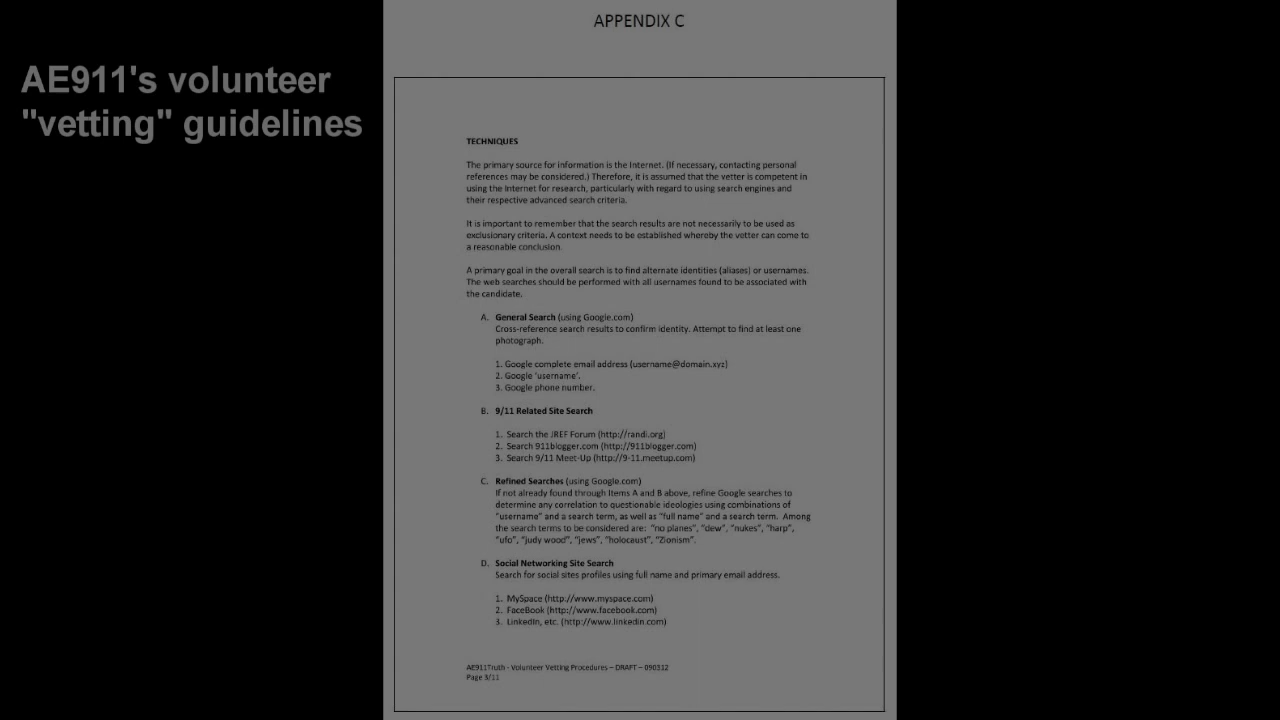 APPENDIX C
AE911's volunteer
"vetting" guidelines
TECHNIQUES
The primary source for information is the Internet. (If necessary, contacting personal
references may be considered.) Therefore, it is assumed that the vetter is competent in
using the Internet for research, particularly with regard to using search engines and
their respective advanced search criteria.
It is important to remember that the search results are not necessarily to be used as
exclusionary criteria. A context needs to be established whereby the vetter can come to
a reasonable conclusion
A primary goal in the overall search is to find alternate identities (aliases) or usernames.
The web searches should be performed with all usernames found to be associated with
the candidate.
A. General Search (using Google.com)
Cross-reference search results to confirm identity. Attempt to find at least one
photograph.
1. Google complete email address (username@domain.xyz)
2. Google 'username'.
3. Google phone number.
B. 9/11 Related Site Search
1. Search the JREF Forum (http://randi.org)
2. Search 911blogger.com (http://911blogger.com)
3. Search 9/11 Meet-Up (http://9-11.meetup.com)
C. Refined Searches (using Google.com)
If not already found through Items A and B above, refine Google searches to
determine any correlation to questionable ideologies using combinations of
"username" and a search term, as well as "full name" and a search term. Among
the search terms to be considered are: "no planes", "dew", "nukes", "harp",
"ufo", "judy wood", "jews", "holocaust", "Zionism".
D. Social Networking Site Search
Search for social sites profiles using full name and primary email address.
1. MySpace (http://www.myspace.com)
2. FaceBook (http://www.facebook.com)
3. LinkedIn, etc. (http://www.linkedin.com)
AE911Truth - Volunteer Vetting Procedures – DRAFT – 090312
Page 3/11